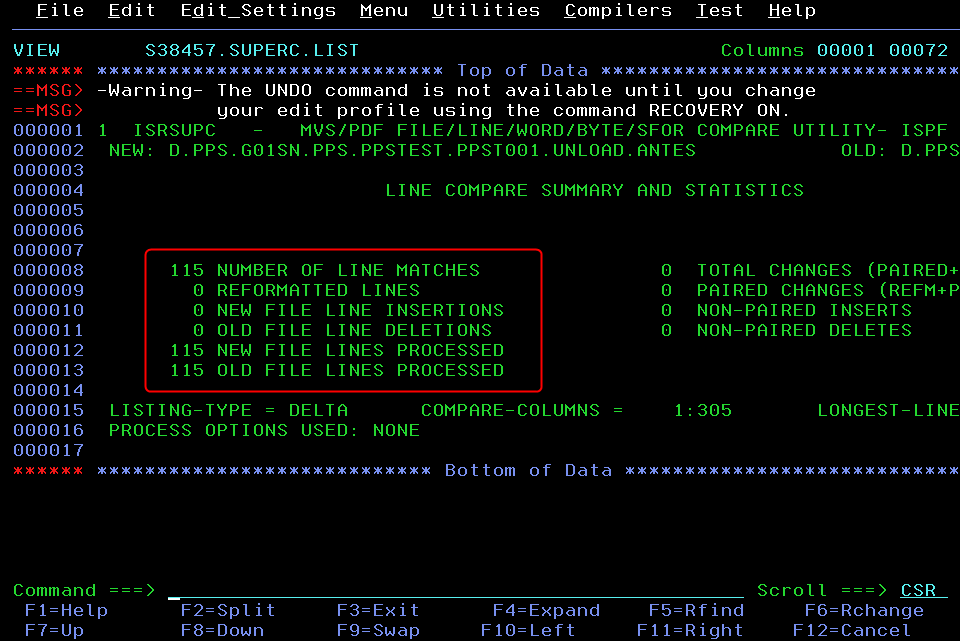 File  Edit  Edit_Settings  Menu  Utilities  Compilers  Test  Help
VIEW       S38457.SUPERC.LIST                              Columns 00001 00072
****** ***************************** Top of Data ******************************
==MSG> -Warning- The UNDO command is not available until you change
==MSG>           your edit profile using the command RECOVERY ON.
000001 1  ISRSUPC   -   MVS/PDF FILE/LINE/WORD/BYTE/SFOR COMPARE UTILITY- ISPF
000002  NEW: D.PPS.G01SN.PPS.PPSTEST.PPST001.UNLOAD.ANTES            OLD: D.PPS
000003
000004                         LINE COMPARE SUMMARY AND STATISTICS
000005
000006
000007
000008       115 NUMBER OF LINE MATCHES               0  TOTAL CHANGES (PAIRED+
000009         0 REFORMATTED LINES                    0  PAIRED CHANGES (REFM+P
000010         0 NEW FILE LINE INSERTIONS             0  NON-PAIRED INSERTS
000011         0 OLD FILE LINE DELETIONS              0  NON-PAIRED DELETES
000012       115 NEW FILE LINES PROCESSED
000013       115 OLD FILE LINES PROCESSED
000014
000015  LISTING-TYPE = DELTA      COMPARE-COLUMNS =    1:305       LONGEST-LINE
000016  PROCESS OPTIONS USED: NONE
000017
****** **************************** Bottom of Data ****************************
Command ===> _                                                Scroll ===> CSR
F1=Help      F2=Split     F3=Exit      F4=Expand    F5=Rfind     F6=Rchange
F7=Up        F8=Down      F9=Swap     F10=Left     F11=Right    F12=Cancel